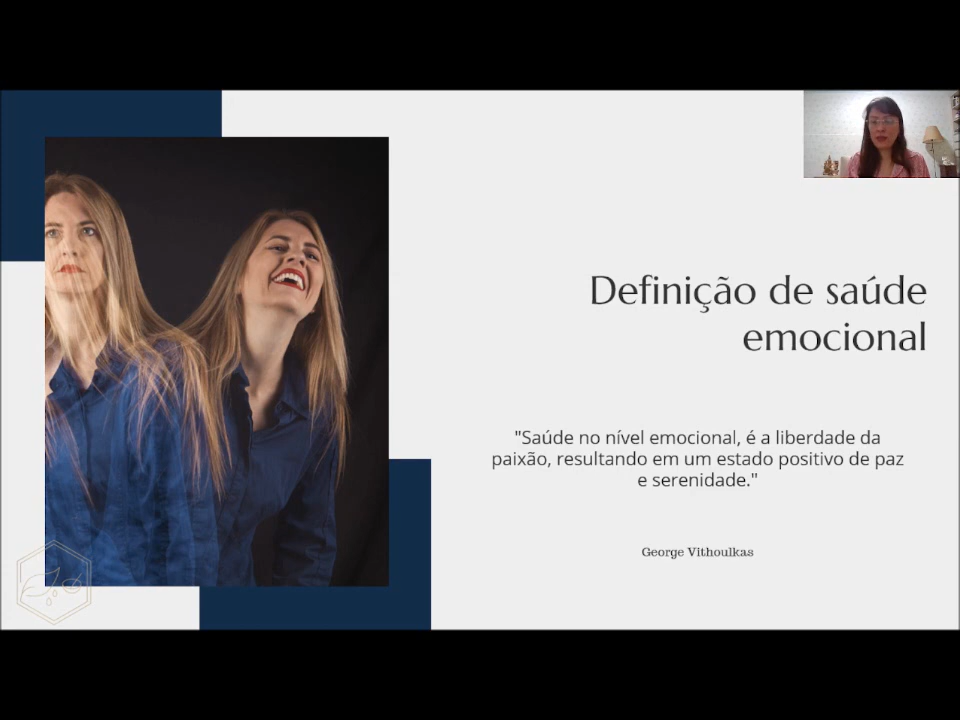 Definição de saúde
emocional
"Saúde no nível emocional, é a liberdade da
paixão, resultando em um estado positivo de paz
e serenidade."
George Vithoulkas